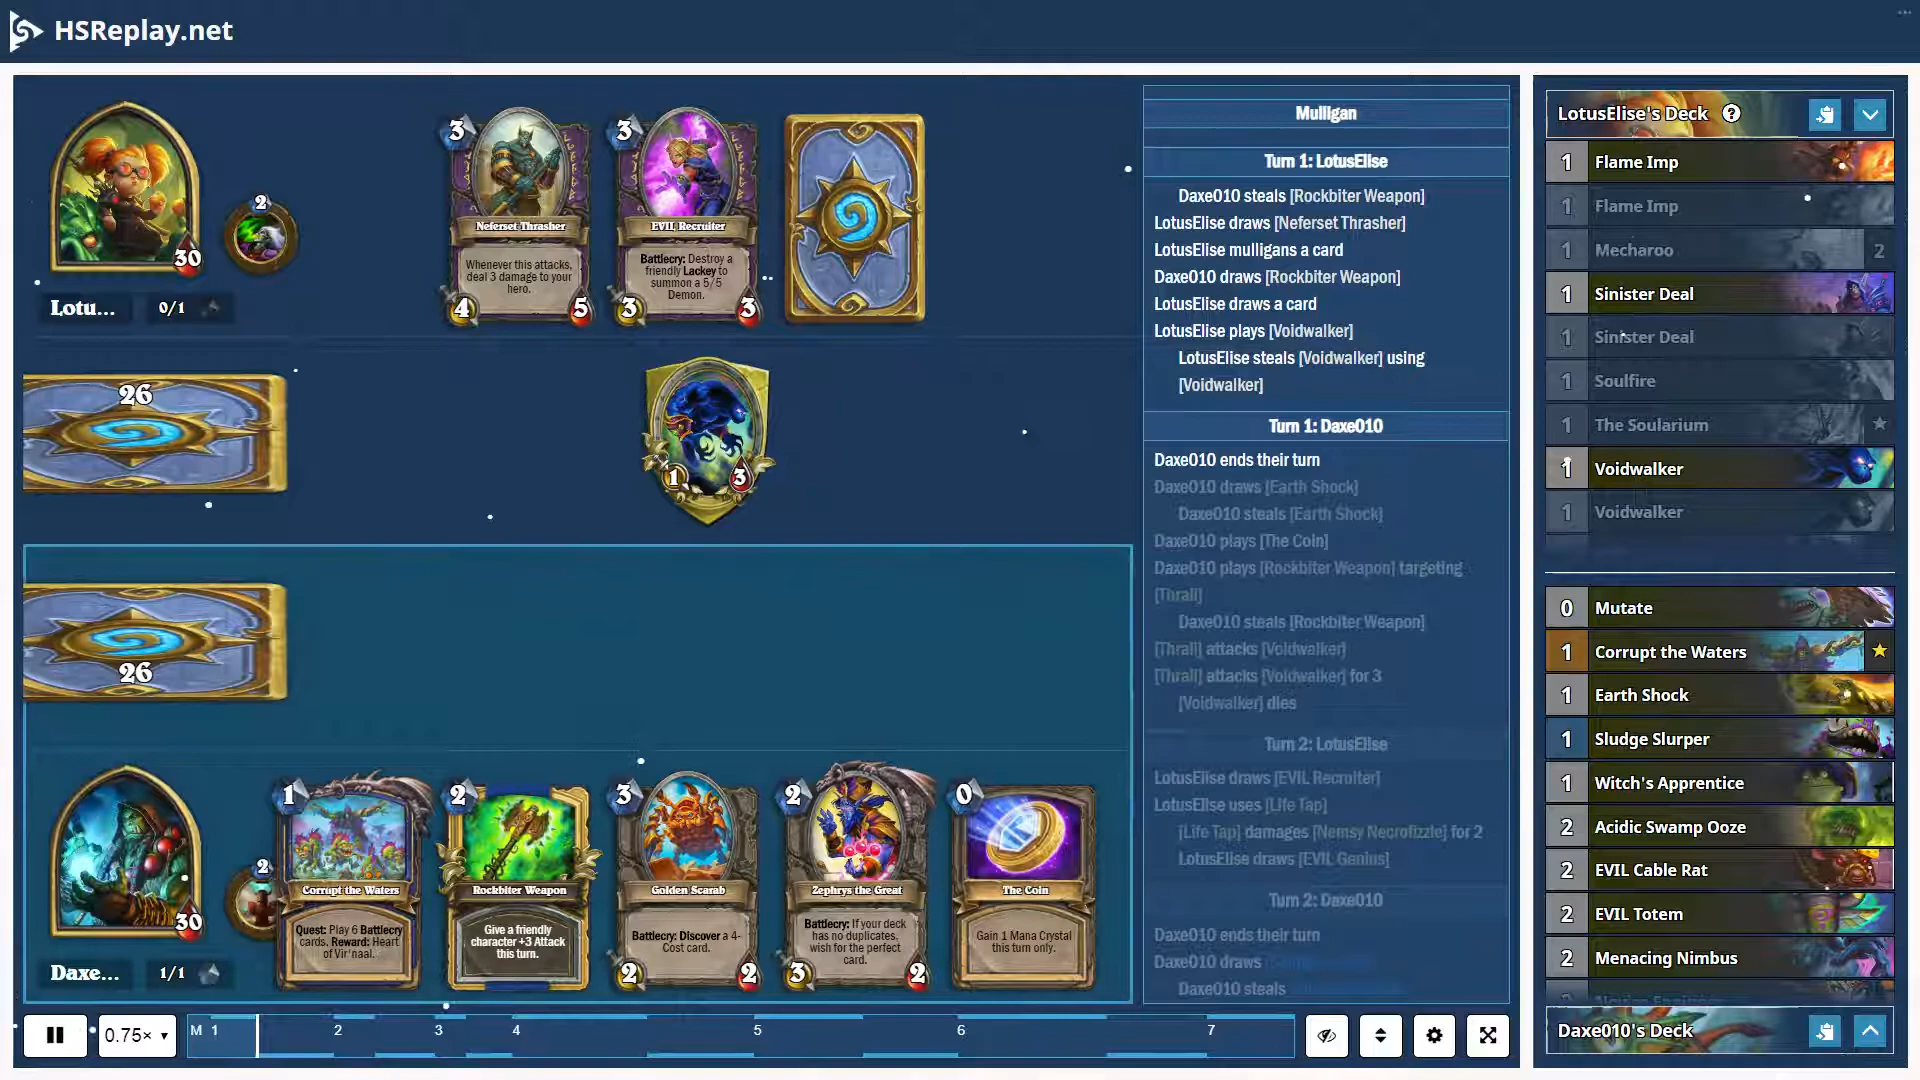 HSReplay.net
3
Neferset Thrasher
Whenever this attacks,
deal 3 damage to your
hero.
4
5
3
EVIL Recruiter
Battlecry: Destroy a
friendly Lackey to
summon a 5/5
Demon.
3
3
30
2
Lotu...
0/1
26
1
3
26
30
2
Daxe...
1/1
1
Corrupt the Waters
Quest: Play 6 Battlecry
cards. Reward: Heart
of Vir'naal.
2
Rockbiter Weapon
Give a friendly
character +3 Attack
this turn.
3
Golden Scarab
Battlecry: Discover a 4-
Cost card.
2
2
2
Zephrys the Great
Battlecry: If your deck
has no duplicates,
wish for the perfect
card.
3
2
0
The Coin
Gain 1 Mana Crystal
this turn only.
Mulligan
Turn 1: LotusElise
Daxe010 steals [Rockbiter Weapon]
LotusElise draws [Neferset Thrasher]
LotusElise mulligans a card
Daxe010 draws [Rockbiter Weapon]
LotusElise draws a card
LotusElise plays [Voidwalker]
LotusElise steals [Voidwalker] using
[Voidwalker]
Turn 1: Daxe010
Daxe010 ends their turn
Daxe010 draws [Earth Shock]
Daxe010 steals [Earth Shock]
Daxe010 plays [The Coin]
Daxe010 plays [Rockbiter Weapon] targeting
[Thrall]
Daxe010 steals [Rockbiter Weapon]
[Thrall] attacks [Voidwalker]
[Thrall] attacks [Voidwalker] for 3
[Voidwalker] dies
Turn 2: LotusElise
LotusElise draws [EVIL Recruiter]
LotusElise uses [Life Tap]
[Life Tap] damages [Nemsy Necrofizzle] for 2
LotusElise draws [EVIL Genius]
Turn 2: Daxe010
Daxe010 ends their turn
Daxe010 draws
Daxe010 steals
LotusElise's Deck ?
1 Flame Imp
1 Flame Imp
1 Mecharoo 2
1 Sinister Deal
1 Sinister Deal
1 Soulfire
1 The Soularium
1 Voidwalker
1 Voidwalker
0 Mutate
1 Corrupt the Waters
1 Earth Shock
1 Sludge Slurper
1 Witch's Apprentice
2 Acidic Swamp Ooze
2 EVIL Cable Rat
2 EVIL Totem
2 Menacing Nimbus
Daxe010's Deck
0.75×
M 1 2 3 4 5 6 7